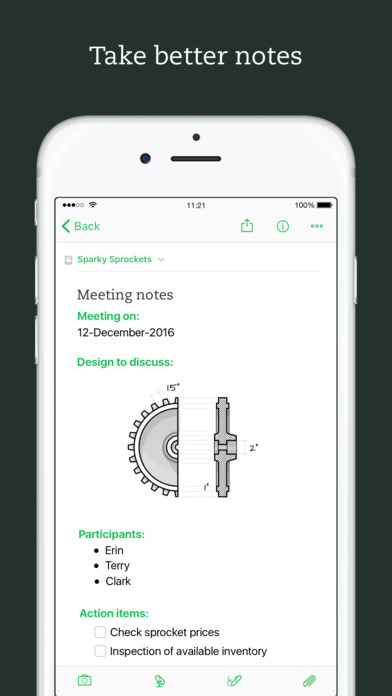 Take better notes
11:21
100%
Back
Sparky Sprockets
Meeting notes
Meeting on:
12-December-2016
Design to discuss:
1.5"
2"
1"
Participants:
• Erin
• Terry
• Clark
Action items:
Check sprocket prices
Inspection of available inventory